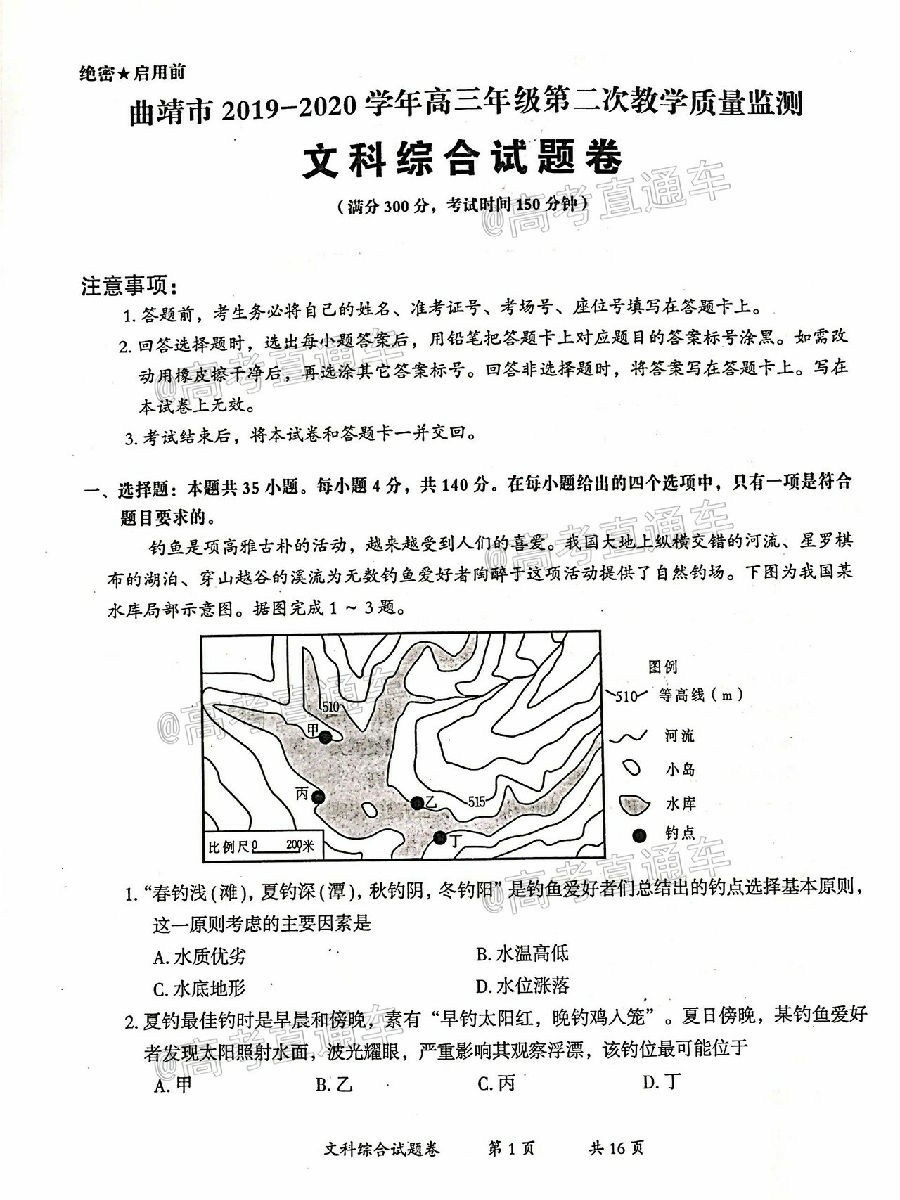 绝密★启用前
曲靖市2019-2020学年高三年级第二次教学质量监测
文科综合试题卷
（满分300分，考试时间150分钟）
@高考直通车
注意事项：
1. 答题前，考生务必将自己的姓名、准考证号、考场号、座位号填写在答题卡上。
2. 回答选择题时，选出每小题答案后，用铅笔把答题卡上对应题目的答案标号涂黑。如需改
动用橡皮擦干净后，再选涂其它答案标号。回答非选择题时，将答案写在答题卡上。写在
@高考直通车
本试卷上无效。
3. 考试结束后，将本试卷和答题卡一并交回。
一、选择题：本题共35小题。每小题4分，共140分。在每小题给出的四个选项中，只有一项是符合
题目要求的。
@高考直通车
钓鱼是项高雅古朴的活动，越来越受到人们的喜爱。我国大地上纵横交错的河流、星罗棋
布的湖泊、穿山越谷的溪流为无数钓鱼爱好者陶醉于这项活动提供了自然钓场。下图为我国某
水库局部示意图。据图完成1～3题。
图例
510 等高线（m）
河流
小岛
水库
钓点
510
甲
丙
乙
515
丁
比例尺 0 200米
@高考直通车
@高考直通车
1. “春钓浅（滩），夏钓深（潭），秋钓阴，冬钓阳”是钓鱼爱好者们总结出的钓点选择基本原则，
这一原则考虑的主要因素是
A. 水质优劣 B. 水温高低
C. 水底地形 D. 水位涨落
2. 夏钓最佳钓时是早晨和傍晚，素有“早钓太阳红，晚钓鸡入笼”。夏日傍晚，某钓鱼爱好
者发现太阳照射水面，波光耀眼，严重影响其观察浮漂，该钓位最可能位于
@高考直通车
A. 甲 B. 乙 C. 丙 D. 丁
文科综合试题卷 第1页 共16页